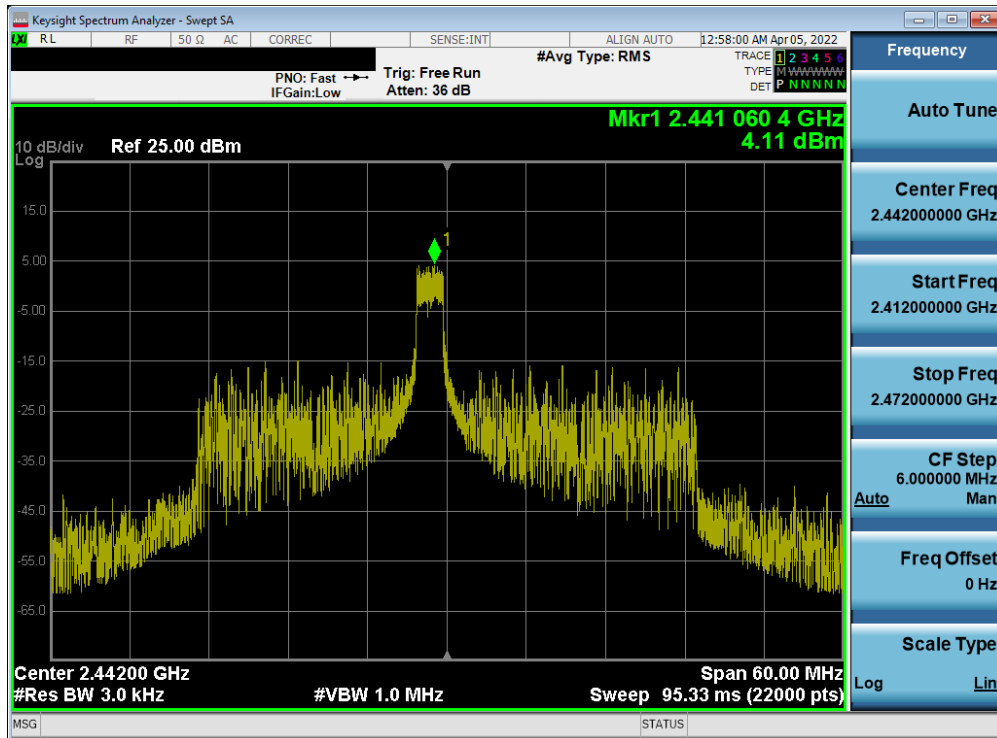 Keysight Spectrum Analyzer - Swept SA
LXI RL RF 50 Ω AC CORREC SENSE:INT ALIGN AUTO 12:58:00 AM Apr 05, 2022
#Avg Type: RMS
TRACE 1 2 3 4 5 6
PNO: Fast Trig: Free Run
TYPE M W W W W W
IFGain:Low Atten: 36 dB
DET P N N N N N
Mkr1 2.441 060 4 GHz
4.11 dBm
10 dB/div Ref 25.00 dBm
Log
15.0
1
5.00
-5.00
-15.0
-25.0
-35.0
-45.0
-55.0
-65.0
Center 2.44200 GHz Span 60.00 MHz
#Res BW 3.0 kHz #VBW 1.0 MHz Sweep 95.33 ms (22000 pts)
MSG STATUS
Frequency
Auto Tune
Center Freq
2.442000000 GHz
Start Freq
2.412000000 GHz
Stop Freq
2.472000000 GHz
CF Step
6.000000 MHz
Auto Man
Freq Offset
0 Hz
Scale Type
Log Lin